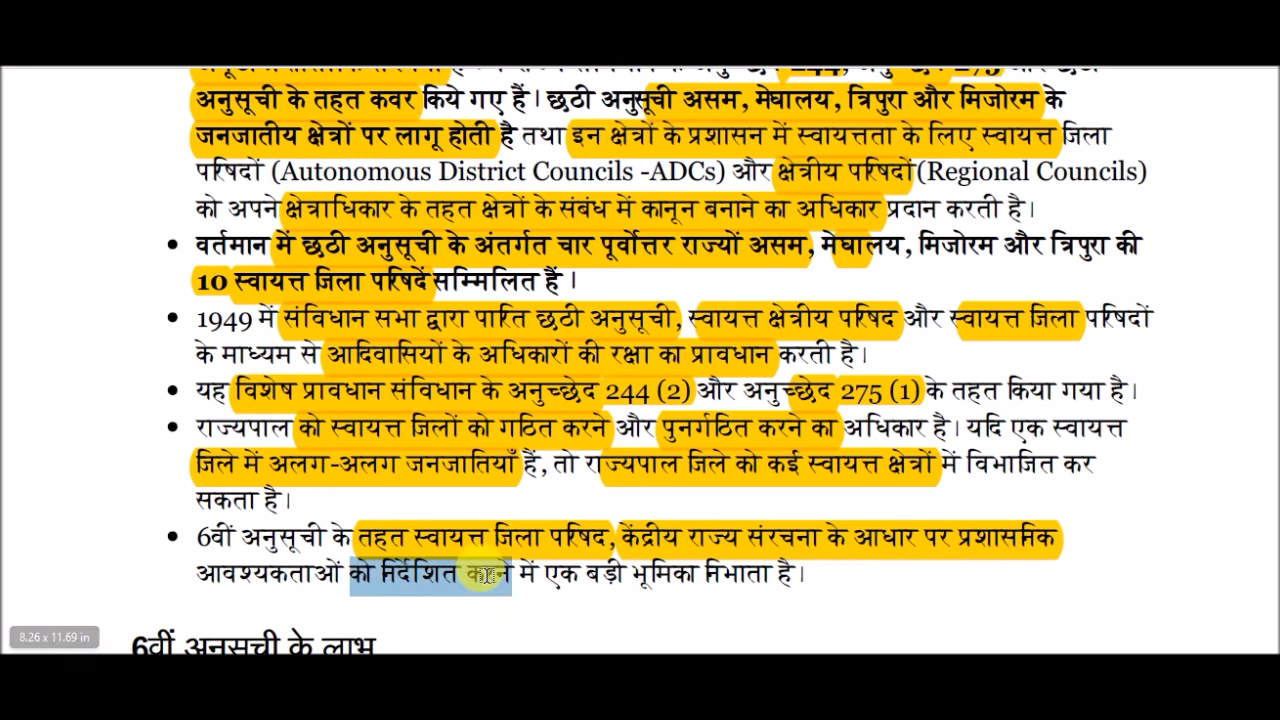 अनुसूची के तहत कवर किये गए हैं। छठी अनुसूची असम, मेघालय, त्रिपुरा और मिजोरम के
जनजातीय क्षेत्रों पर लागू होती है तथा इन क्षेत्रों के प्रशासन में स्वायत्तता के लिए स्वायत्त जिला
परिषदों (Autonomous District Councils -ADCs) और क्षेत्रीय परिषदों(Regional Councils)
को अपने क्षेत्राधिकार के तहत क्षेत्रों के संबंध में कानून बनाने का अधिकार प्रदान करती है।
• वर्तमान में छठी अनुसूची के अंतर्गत चार पूर्वोत्तर राज्यों असम, मेघालय, मिजोरम और त्रिपुरा की
10 स्वायत्त जिला परिषदें सम्मिलित हैं।
• 1949 में संविधान सभा द्वारा पारित छठी अनुसूची, स्वायत्त क्षेत्रीय परिषद और स्वायत्त जिला परिषदों
के माध्यम से आदिवासियों के अधिकारों की रक्षा का प्रावधान करती है।
• यह विशेष प्रावधान संविधान के अनुच्छेद 244 (2) और अनुच्छेद 275 (1) के तहत किया गया है।
• राज्यपाल को स्वायत्त जिलों को गठित करने और पुनर्गठित करने का अधिकार है। यदि एक स्वायत्त
जिले में अलग-अलग जनजातियाँ हैं, तो राज्यपाल जिले को कई स्वायत्त क्षेत्रों में विभाजित कर
सकता है।
• 6वीं अनुसूची के तहत स्वायत्त जिला परिषद, केंद्रीय राज्य संरचना के आधार पर प्रशासनिक
आवश्यकताओं को निर्देशित करने में एक बड़ी भूमिका निभाता है।
8.26 x 11.69 in
6वीं अनुसूची के लाभ